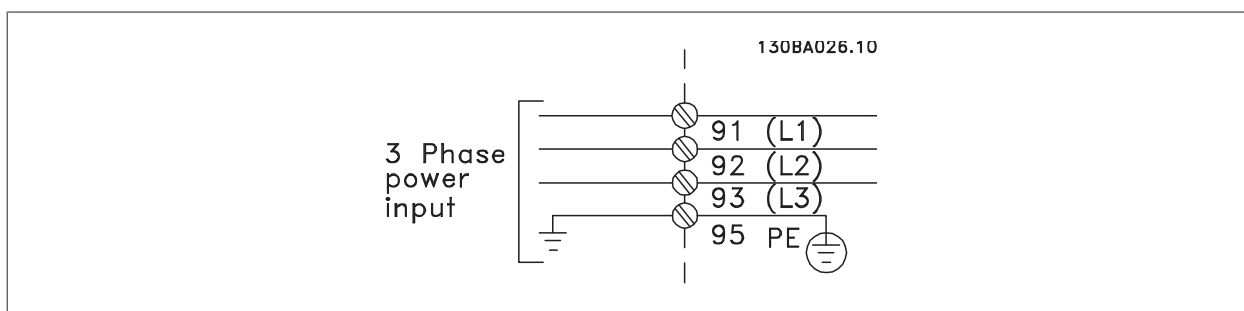 130BA026.10
3 Phase
power
input
91 (L1)
92 (L2)
93 (L3)
95 PE